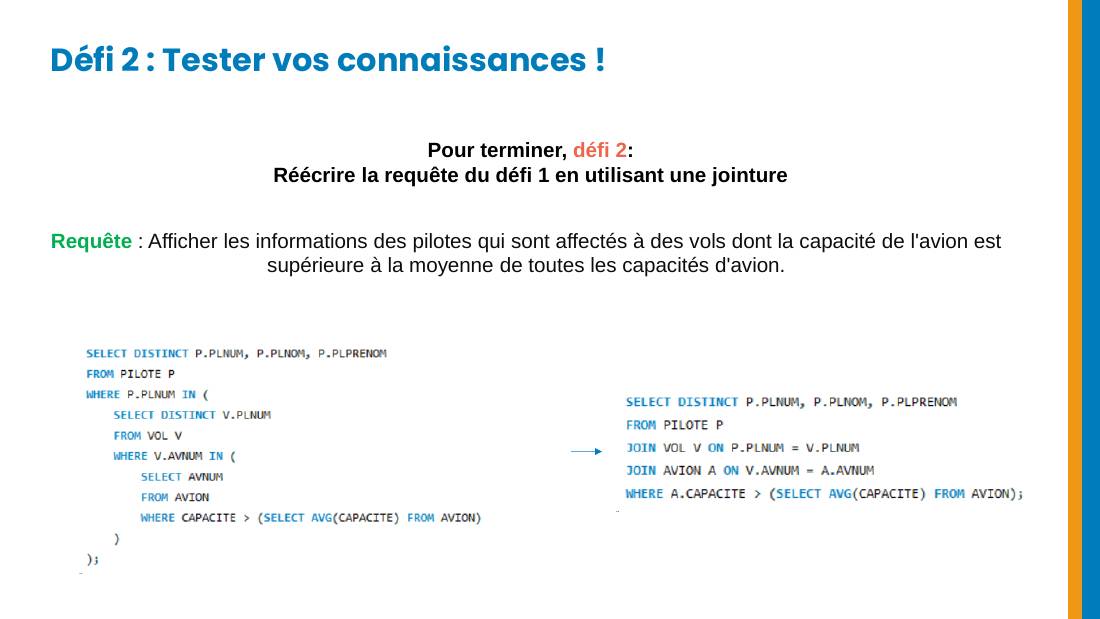 Défi 2 : Tester vos connaissances !
Pour terminer, défi 2:
Réécrire la requête du défi 1 en utilisant une jointure
Requête : Afficher les informations des pilotes qui sont affectés à des vols dont la capacité de l'avion est
supérieure à la moyenne de toutes les capacités d'avion.
SELECT DISTINCT P.PLNUM, P.PLNOM, P.PLPRENOM
FROM PILOTE P
WHERE P.PLNUM IN (
SELECT DISTINCT V.PLNUM
FROM VOL V
WHERE V.AVNUM IN (
SELECT AVNUM
FROM AVION
WHERE CAPACITE > (SELECT AVG(CAPACITE) FROM AVION)
)
);
SELECT DISTINCT P.PLNUM, P.PLNOM, P.PLPRENOM
FROM PILOTE P
JOIN VOL V ON P.PLNUM = V.PLNUM
JOIN AVION A ON V.AVNUM = A.AVNUM
WHERE A.CAPACITE > (SELECT AVG(CAPACITE) FROM AVION);